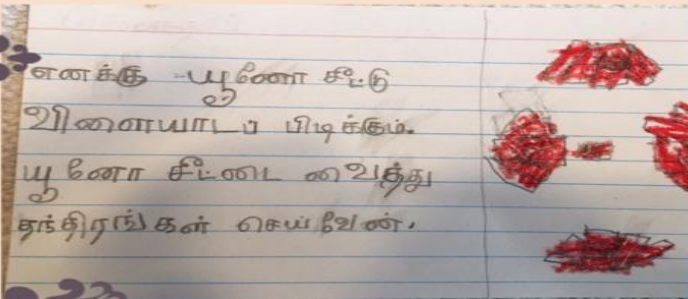 எனக்கு யூனோ சீட்டு
விளையாடப் பிடிக்கும்.
யூனோ சீட்டை வைத்து
தந்திரங்கள் செய்வேன்.